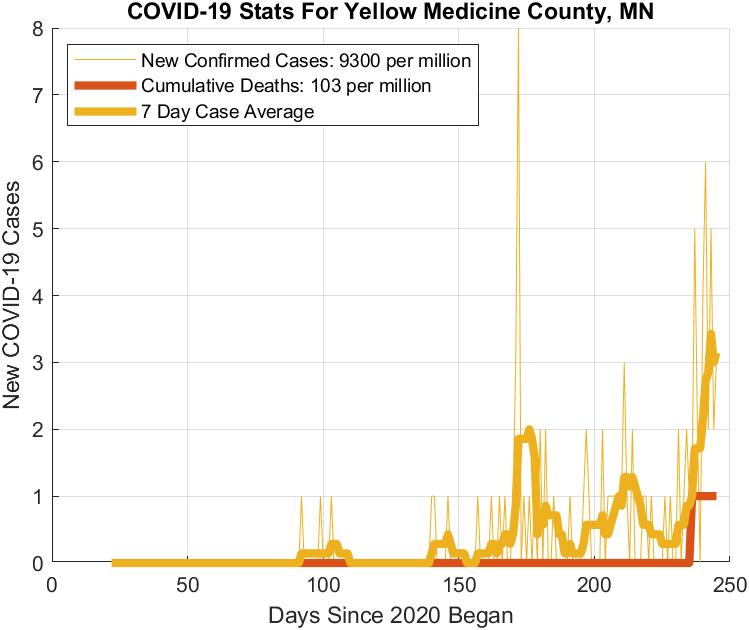 COVID-19 Stats For Yellow Medicine County, MN
New Confirmed Cases: 9300 per million
Cumulative Deaths: 103 per million
7 Day Case Average
New COVID-19 Cases
8
7
6
5
4
3
2
1
0
0 50 100 150 200 250
Days Since 2020 Began